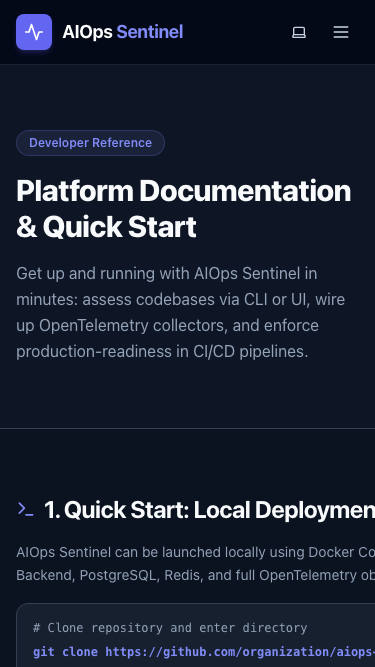 AIOps Sentinel
Developer Reference
Platform Documentation
& Quick Start
Get up and running with AIOps Sentinel in
minutes: assess codebases via CLI or UI, wire
up OpenTelemetry collectors, and enforce
production-readiness in CI/CD pipelines.
1. Quick Start: Local Deploymen
AIOps Sentinel can be launched locally using Docker Co
Backend, PostgreSQL, Redis, and full OpenTelemetry ob
# Clone repository and enter directory
git clone https://github.com/organization/aiops-